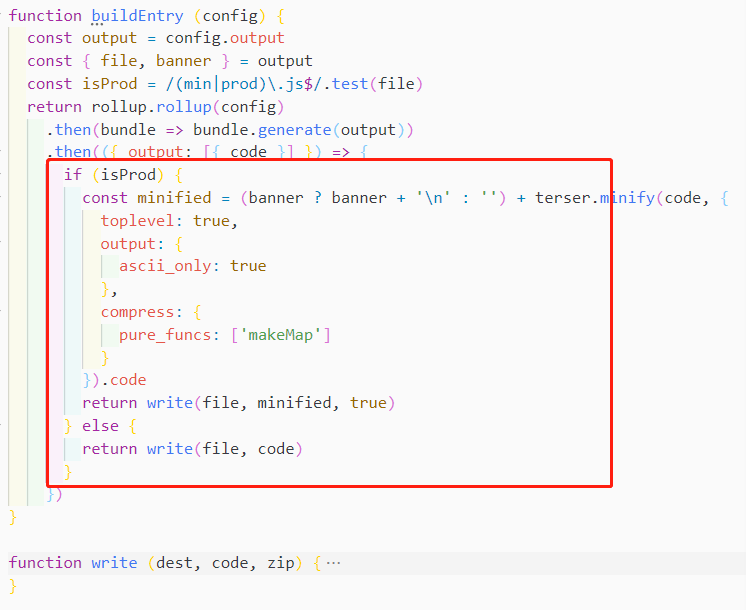 function buildEntry (config) {
  const output = config.output
  const { file, banner } = output
  const isProd = /(min|prod)\.js$/.test(file)
  return rollup.rollup(config)
    .then(bundle => bundle.generate(output))
    .then(({ output: [{ code }] }) => {
      if (isProd) {
        const minified = (banner ? banner + '\n' : '') + terser.minify(code, {
          toplevel: true,
          output: {
            ascii_only: true
          },
          compress: {
            pure_funcs: ['makeMap']
          }
        }).code
        return write(file, minified, true)
      } else {
        return write(file, code)
      }
    })
}
function write (dest, code, zip) { ···
}